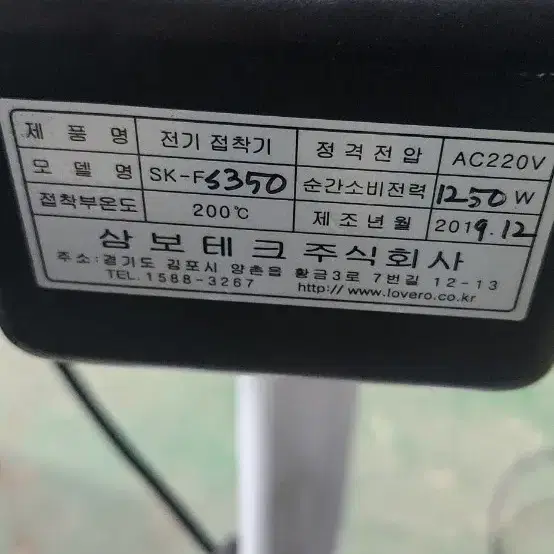 제 품 명 전기 접착기 정격전압 AC220V
모 델 명 SK-FS350 순간소비전력 1250 W
접착부온도 200℃ 제 조 년 월 2019.12
삼보테크주식회사
주소:경기도 김포시 양촌읍 황금3로 7번길 12-13
TEL.1588-3267 http://www.lovero.co.kr